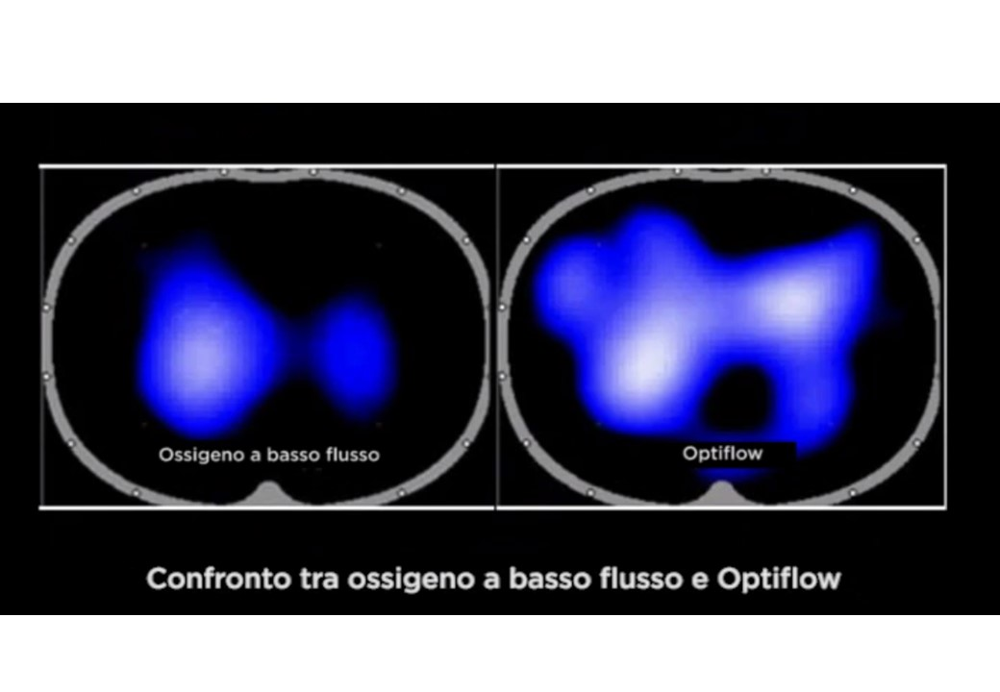 Ossigeno a basso flusso
Optiflow
Confronto tra ossigeno a basso flusso e Optiflow